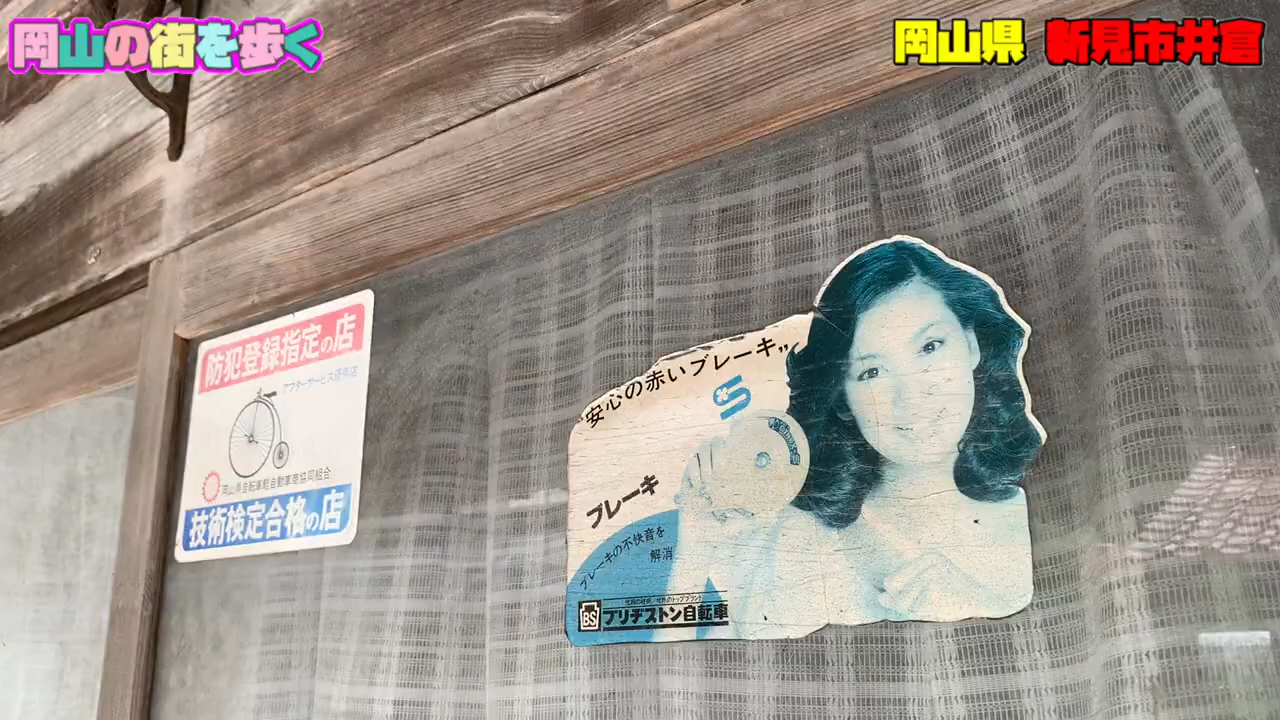 岡山の街を歩く
岡山県 新見市井倉
防犯登録指定の店
アフターサービス優秀店
岡山県自転車軽自動車商協同組合
技術検定合格の店
"安心の赤いブレーキ"
ブレーキ
ブレーキの不快音を
解消
BS ブリヂストン自転車